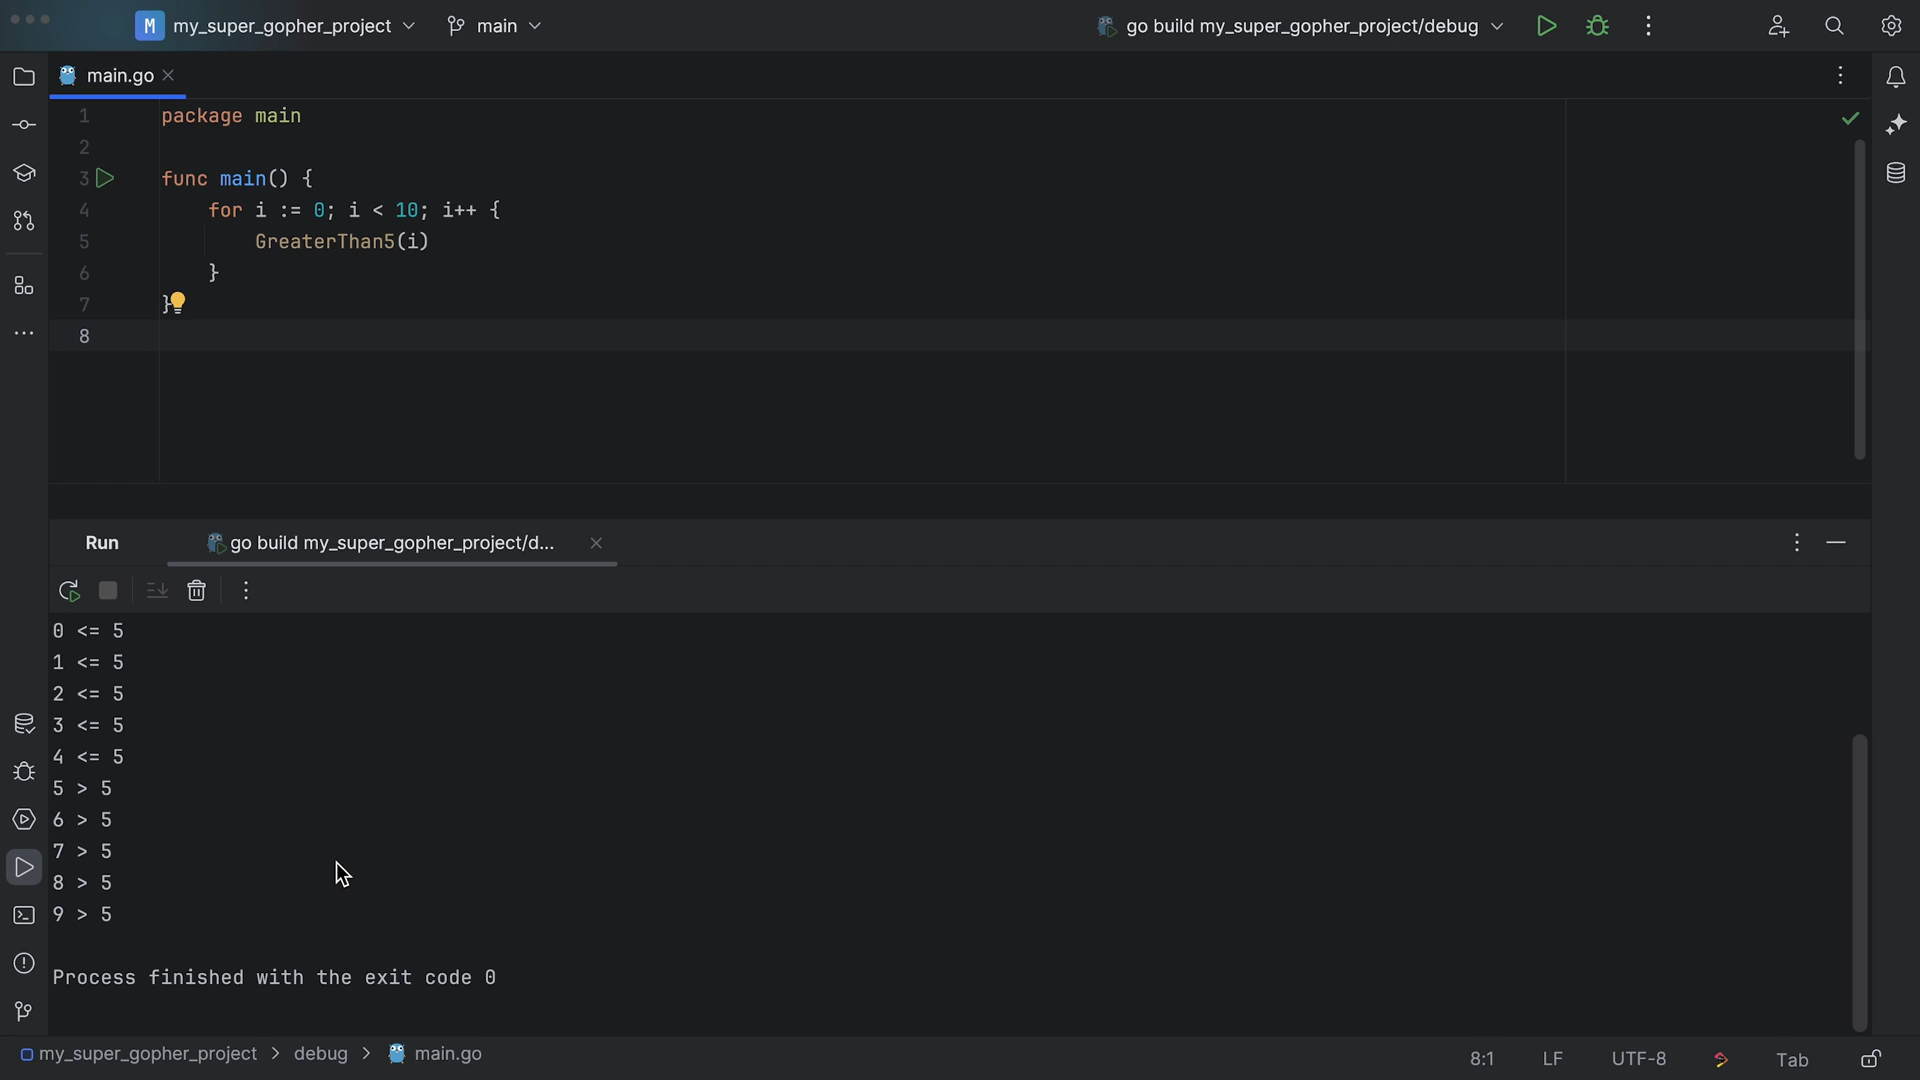 M my_super_gopher_project main go build my_super_gopher_project/debug
main.go
1 package main
2
3 func main() {
4 for i := 0; i < 10; i++ {
5 GreaterThan5(i)
6 }
7 }
8
Run go build my_super_gopher_project/d...
0 <= 5
1 <= 5
2 <= 5
3 <= 5
4 <= 5
5 > 5
6 > 5
7 > 5
8 > 5
9 > 5
Process finished with the exit code 0
my_super_gopher_project > debug > main.go 8:1 LF UTF-8 Tab